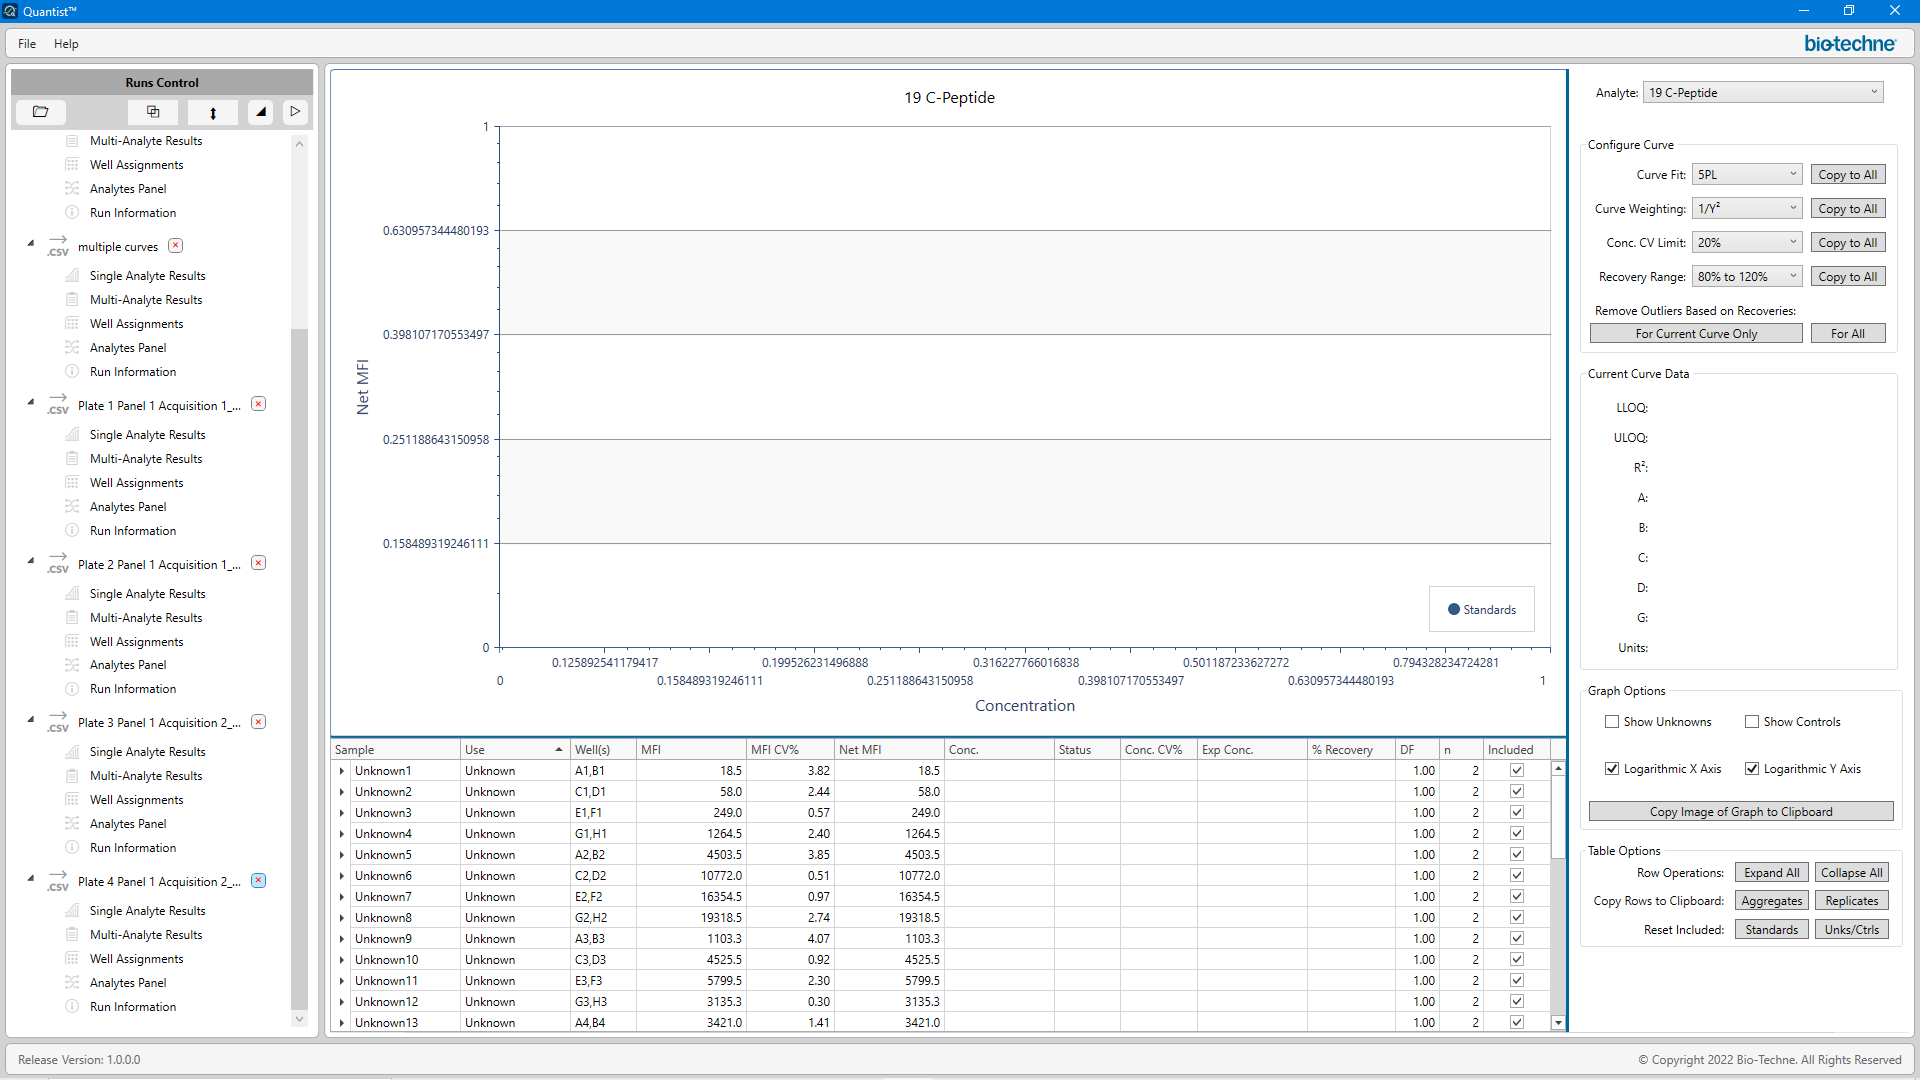 Quantist™
File Help
bio-techne
Runs Control
Multi-Analyte Results
Well Assignments
Analytes Panel
Run Information
.CSV multiple curves
Single Analyte Results
Multi-Analyte Results
Well Assignments
Analytes Panel
Run Information
.CSV Plate 1 Panel 1 Acquisition 1_...
Single Analyte Results
Multi-Analyte Results
Well Assignments
Analytes Panel
Run Information
.CSV Plate 2 Panel 1 Acquisition 1_...
Single Analyte Results
Multi-Analyte Results
Well Assignments
Analytes Panel
Run Information
.CSV Plate 3 Panel 1 Acquisition 2_...
Single Analyte Results
Multi-Analyte Results
Well Assignments
Analytes Panel
Run Information
.CSV Plate 4 Panel 1 Acquisition 2_...
Single Analyte Results
Multi-Analyte Results
Well Assignments
Analytes Panel
Run Information
19 C-Peptide
Net MFI
1
0.630957344480193
0.398107170553497
0.251188643150958
0.158489319246111
0
Standards
0.125892541179417 0.199526231496888 0.316227766016838 0.501187233627272 0.794328234724281
0 0.158489319246111 0.251188643150958 0.398107170553497 0.630957344480193 1
Concentration
Sample Use Well(s) MFI MFI CV% Net MFI Conc. Status Conc. CV% Exp Conc. % Recovery DF n Included
Unknown1 Unknown A1,B1 18.5 3.82 18.5 1.00 2
Unknown2 Unknown C1,D1 58.0 2.44 58.0 1.00 2
Unknown3 Unknown E1,F1 249.0 0.57 249.0 1.00 2
Unknown4 Unknown G1,H1 1264.5 2.40 1264.5 1.00 2
Unknown5 Unknown A2,B2 4503.5 3.85 4503.5 1.00 2
Unknown6 Unknown C2,D2 10772.0 0.51 10772.0 1.00 2
Unknown7 Unknown E2,F2 16354.5 0.97 16354.5 1.00 2
Unknown8 Unknown G2,H2 19318.5 2.74 19318.5 1.00 2
Unknown9 Unknown A3,B3 1103.3 4.07 1103.3 1.00 2
Unknown10 Unknown C3,D3 4525.5 0.92 4525.5 1.00 2
Unknown11 Unknown E3,F3 5799.5 2.30 5799.5 1.00 2
Unknown12 Unknown G3,H3 3135.3 0.30 3135.3 1.00 2
Unknown13 Unknown A4,B4 3421.0 1.41 3421.0 1.00 2
Analyte: 19 C-Peptide
Configure Curve
Curve Fit: 5PL Copy to All
Curve Weighting: 1/Y² Copy to All
Conc. CV Limit: 20% Copy to All
Recovery Range: 80% to 120% Copy to All
Remove Outliers Based on Recoveries:
For Current Curve Only For All
Current Curve Data
LLOQ:
ULOQ:
R²:
A:
B:
C:
D:
G:
Units:
Graph Options
Show Unknowns Show Controls
Logarithmic X Axis Logarithmic Y Axis
Copy Image of Graph to Clipboard
Table Options
Row Operations: Expand All Collapse All
Copy Rows to Clipboard: Aggregates Replicates
Reset Included: Standards Unks/Ctrls
Release Version: 1.0.0.0
© Copyright 2022 Bio-Techne. All Rights Reserved